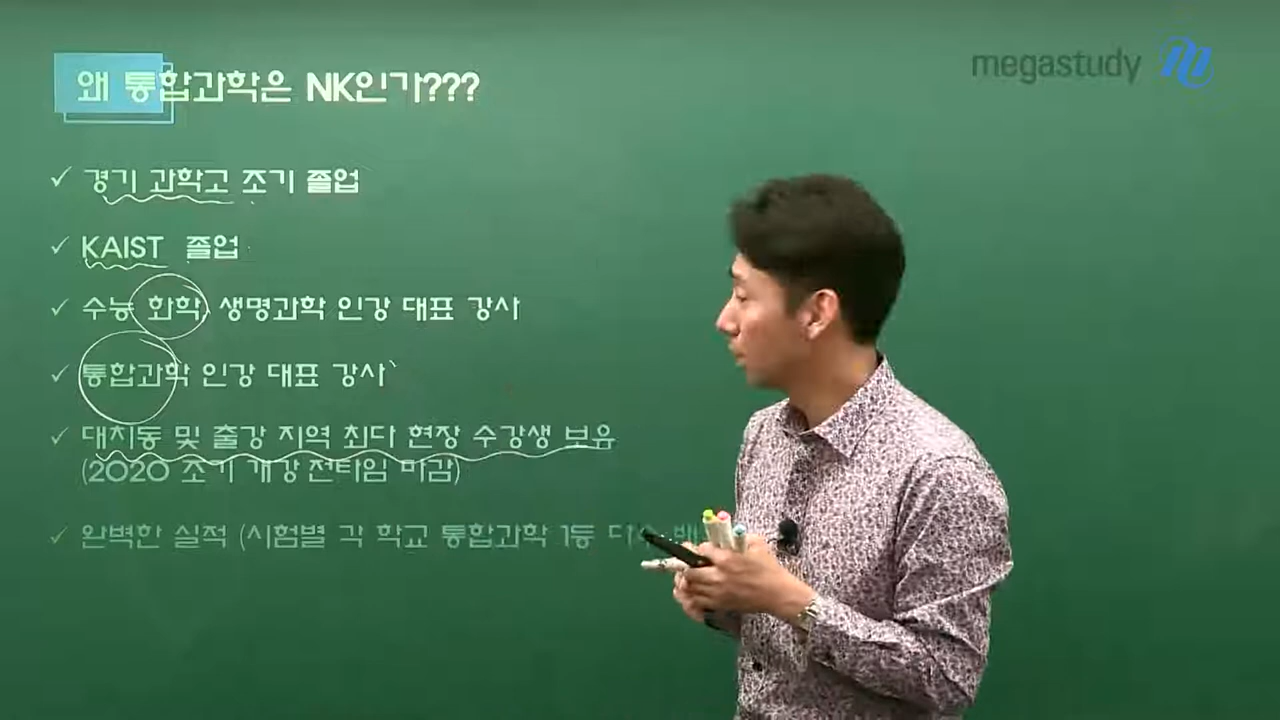 왜 통합과학은 NK인가???
megastudy
✓ 경기 과학고 조기 졸업
✓ KAIST 졸업
✓ 수능 화학, 생명과학 인강 대표 강사
✓ 통합과학 인강 대표 강사`
✓ 대치동 및 출강 지역 최다 현장 수강생 보유
(2020 조기 개강 전타임 마감)
✓ 완벽한 실적 (시험별 각 학교 통합과학 1등